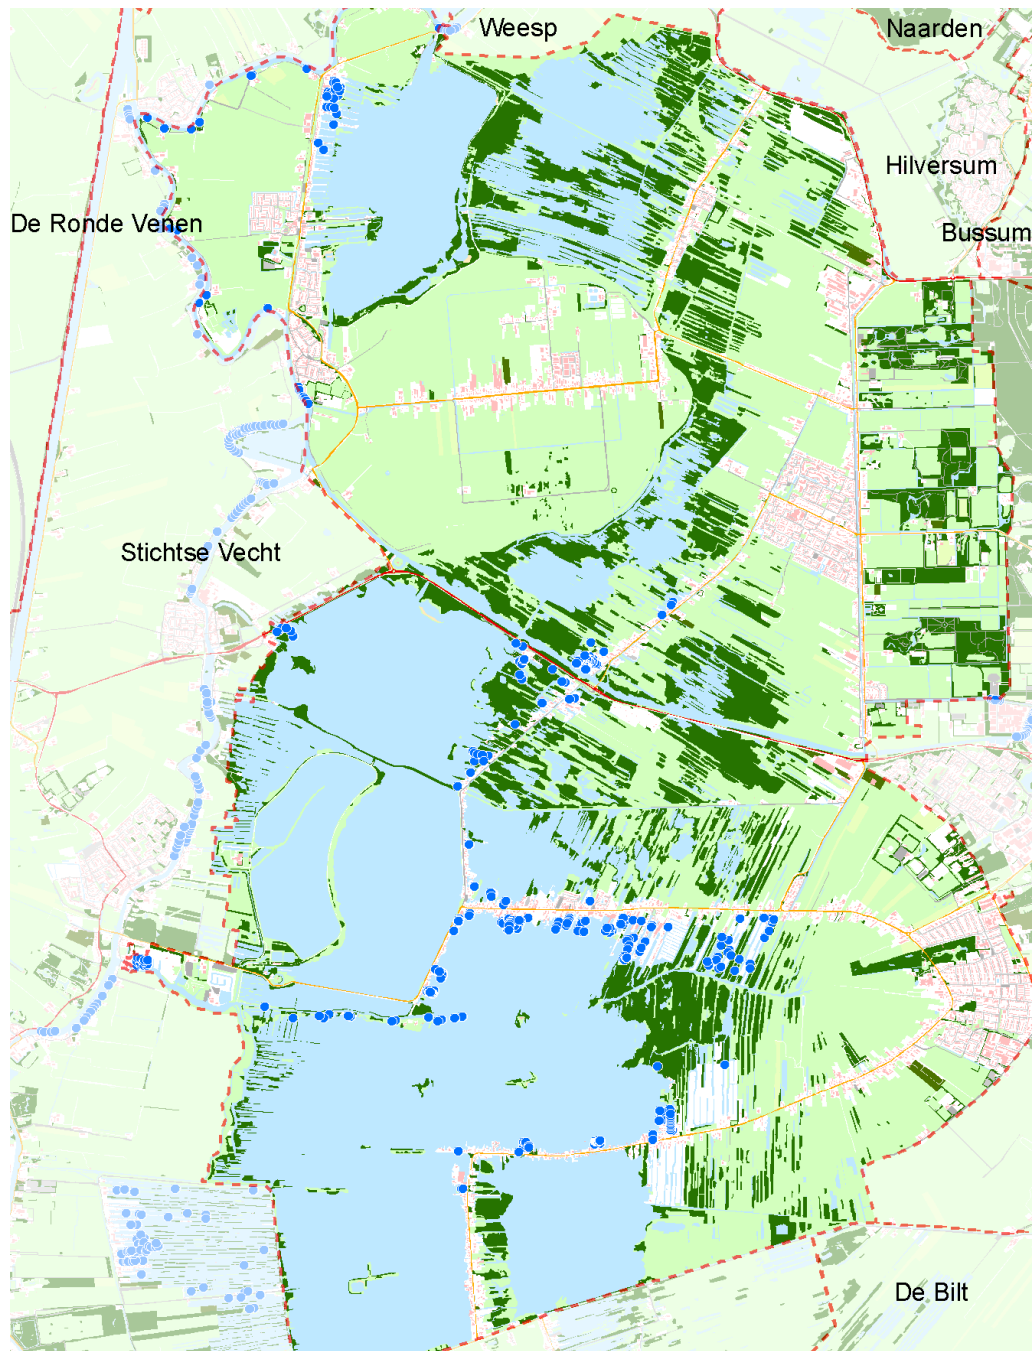 Weesp
Naarden
Hilversum
De Ronde Venen
Bussum
Stichtse Vecht
De Bilt